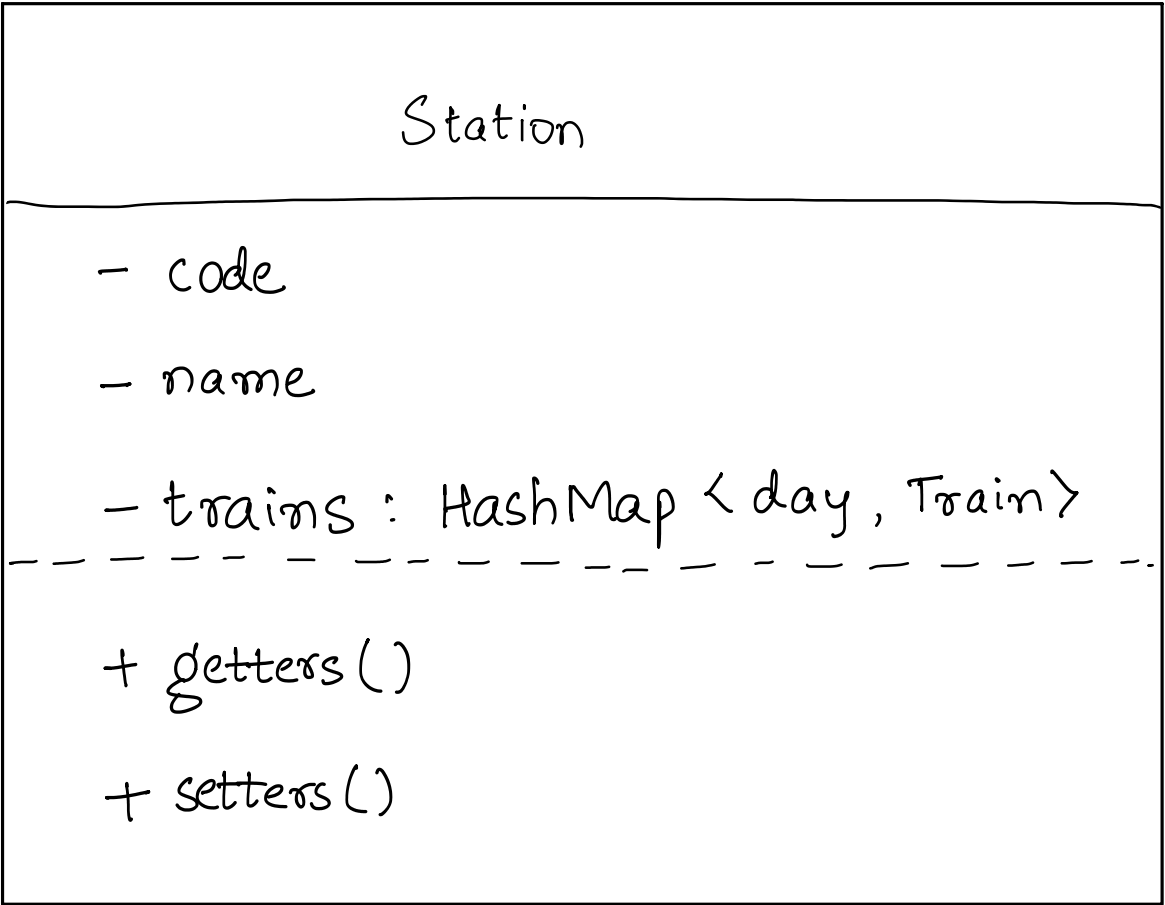 Station
- code
- name
- trains : HashMap < day, Train>
+ getters()
+ setters()